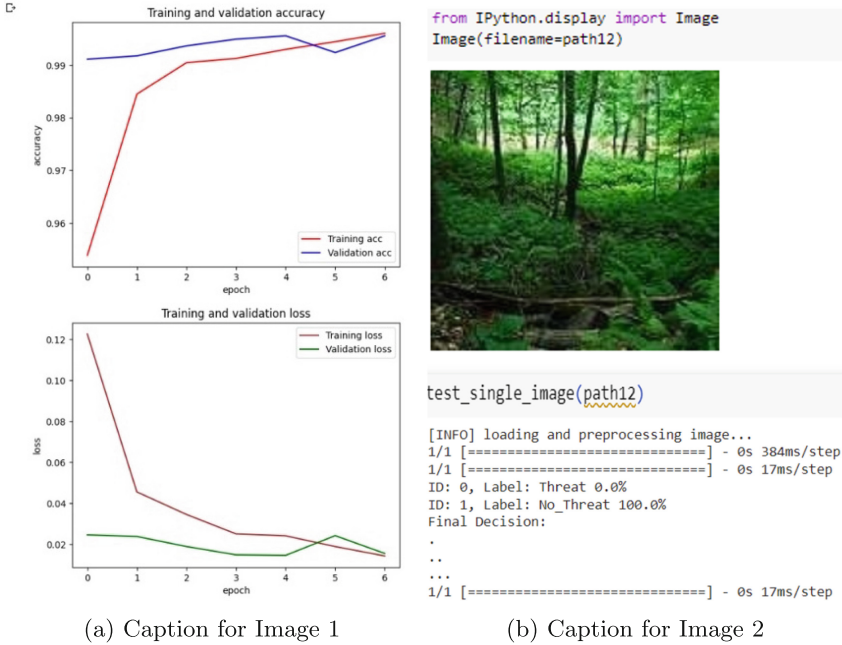 Training and validation accuracy
0.99
0.98
0.97
0.96
accuracy
Training acc
Validation acc
0 1 2 3 4 5 6
epoch
Training and validation loss
0.12
0.10
0.08
0.06
0.04
0.02
loss
Training loss
Validation loss
0 1 2 3 4 5 6
epoch
(a) Caption for Image 1
from IPython.display import Image
Image(filename=path12)
test_single_image(path12)
[INFO] loading and preprocessing image...
1/1 [==============================] - 0s 384ms/step
1/1 [==============================] - 0s 17ms/step
ID: 0, Label: Threat 0.0%
ID: 1, Label: No_Threat 100.0%
Final Decision:
.
..
...
1/1 [==============================] - 0s 17ms/step
(b) Caption for Image 2